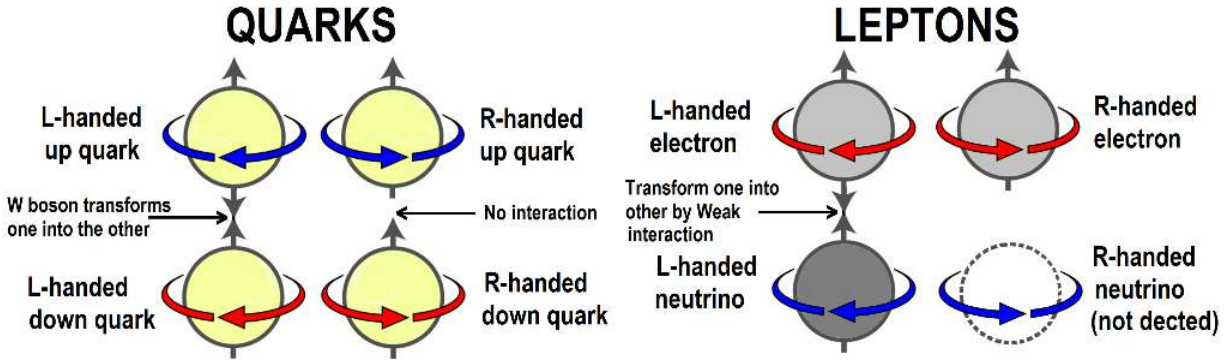 QUARKS
L-handed
up quark
R-handed
up quark
W boson transforms
one into the other
No interaction
L-handed
down quark
R-handed
down quark
LEPTONS
L-handed
electron
R-handed
electron
Transform one into
other by Weak
interaction
L-handed
neutrino
R-handed
neutrino
(not dected)